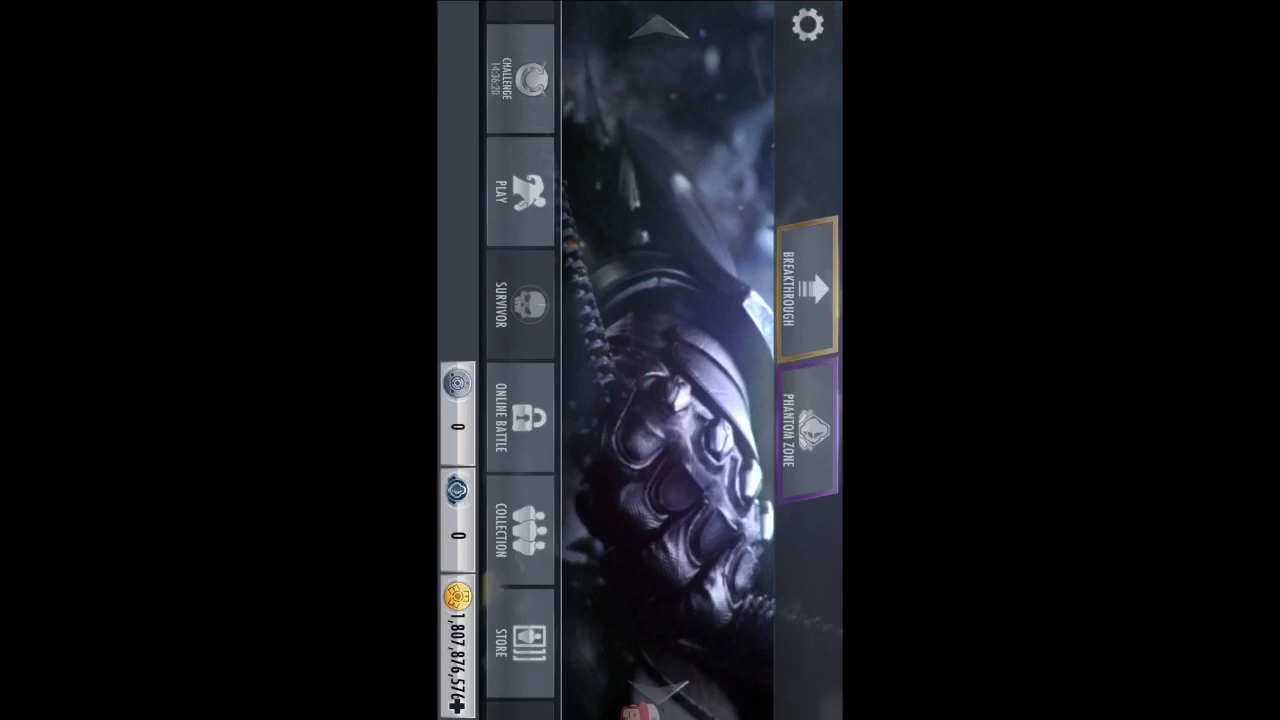 0
0
1,807,876,576
CHALLENGE
14:36:20
PLAY
SURVIVOR
ONLINE BATTLE
COLLECTION
STORE
BREAKTHROUGH
PHANTOM ZONE